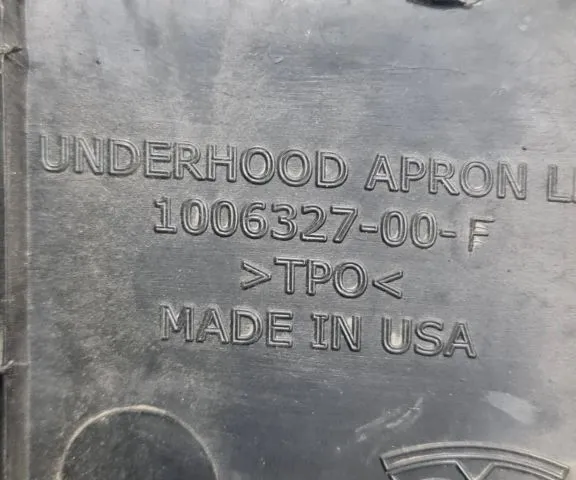 UNDERHOOD APRON
1006327-00-F
>TPO<
MADE IN USA